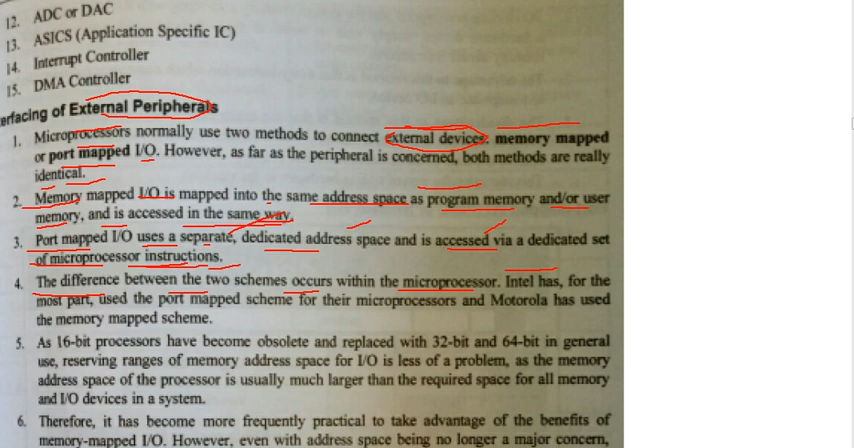 12. ADC or DAC
13. ASICS (Application Specific IC)
14. Interrupt Controller
15. DMA Controller
erfacing of External Peripherals
1. Microprocessors normally use two methods to connect external devices: memory mapped
or port mapped I/O. However, as far as the peripheral is concerned, both methods are really
identical.
2. Memory mapped I/O is mapped into the same address space as program memory and/or user
memory, and is accessed in the same way.
3. Port mapped I/O uses a separate, dedicated address space and is accessed via a dedicated set
of microprocessor instructions.
4. The difference between the two schemes occurs within the microprocessor. Intel has, for the
most part, used the port mapped scheme for their microprocessors and Motorola has used
the memory mapped scheme.
5. As 16-bit processors have become obsolete and replaced with 32-bit and 64-bit in general
use, reserving ranges of memory address space for I/O is less of a problem, as the memory
address space of the processor is usually much larger than the required space for all memory
and I/O devices in a system.
6. Therefore, it has become more frequently practical to take advantage of the benefits of
memory-mapped I/O. However, even with address space being no longer a major concern,